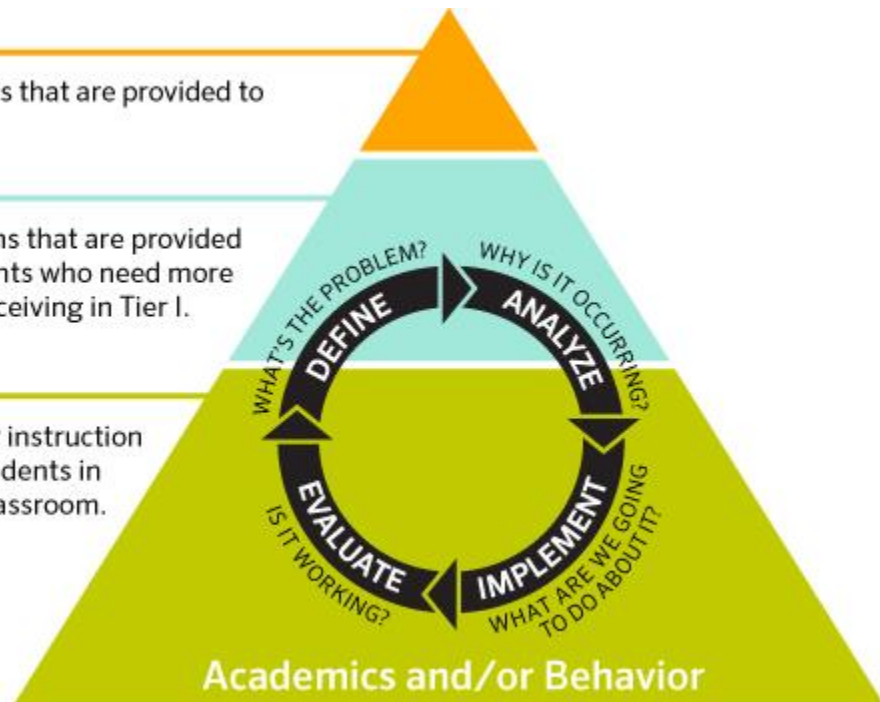 s that are provided to
ns that are provided
nts who need more
ceiving in Tier I.
r instruction
dents in
assroom.
WHAT'S THE PROBLEM?
DEFINE
WHY IS IT OCCURRING?
ANALYZE
IMPLEMENT
WHAT ARE WE GOING
TO DO ABOUT IT?
EVALUATE
IS IT WORKING?
Academics and/or Behavior